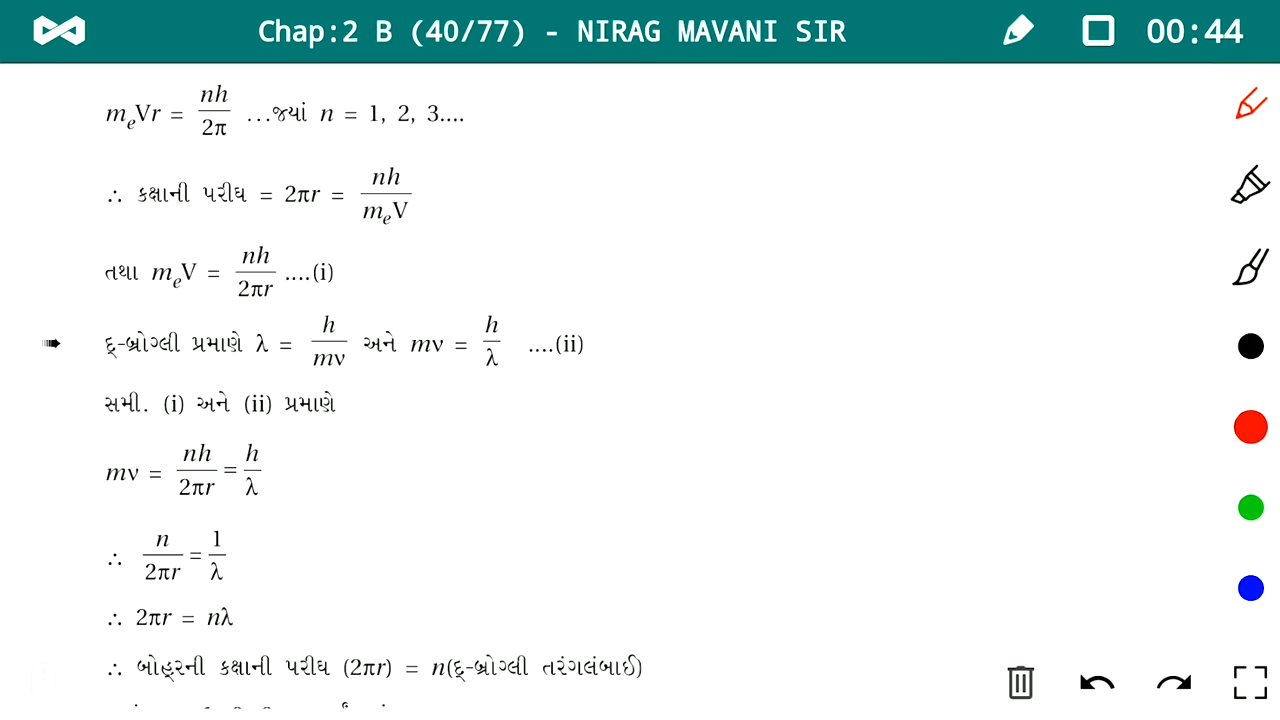 Chap:2 B (40/77) - NIRAG MAVANI SIR 00:44
mₑVr = nh/2π ...જ્યાં n = 1, 2, 3....
∴ કક્ષાની પરીઘ = 2πr = nh/mₑV
તથા mₑV = nh/2πr ....(i)
➠ દ્-બ્રોગ્લી પ્રમાણે λ = h/mv અને mv = h/λ ....(ii)
સમી. (i) અને (ii) પ્રમાણે
mv = nh/2πr = h/λ
∴ n/2πr = 1/λ
∴ 2πr = nλ
∴ બોહ્રની કક્ષાની પરીઘ (2πr) = n(દ્-બ્રોગ્લી તરંગલંબાઈ)